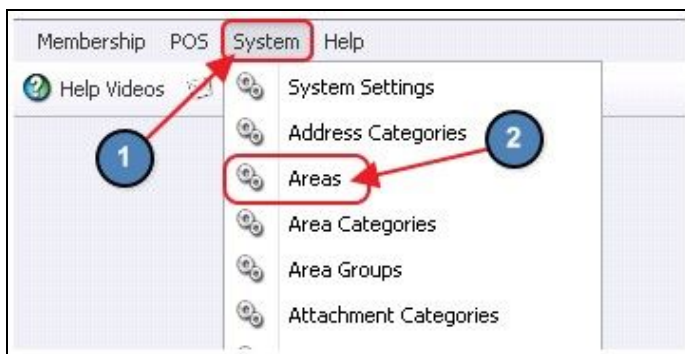 Membership POS System Help
Help Videos
System Settings
Address Categories
Areas
Area Categories
Area Groups
Attachment Categories
1
2